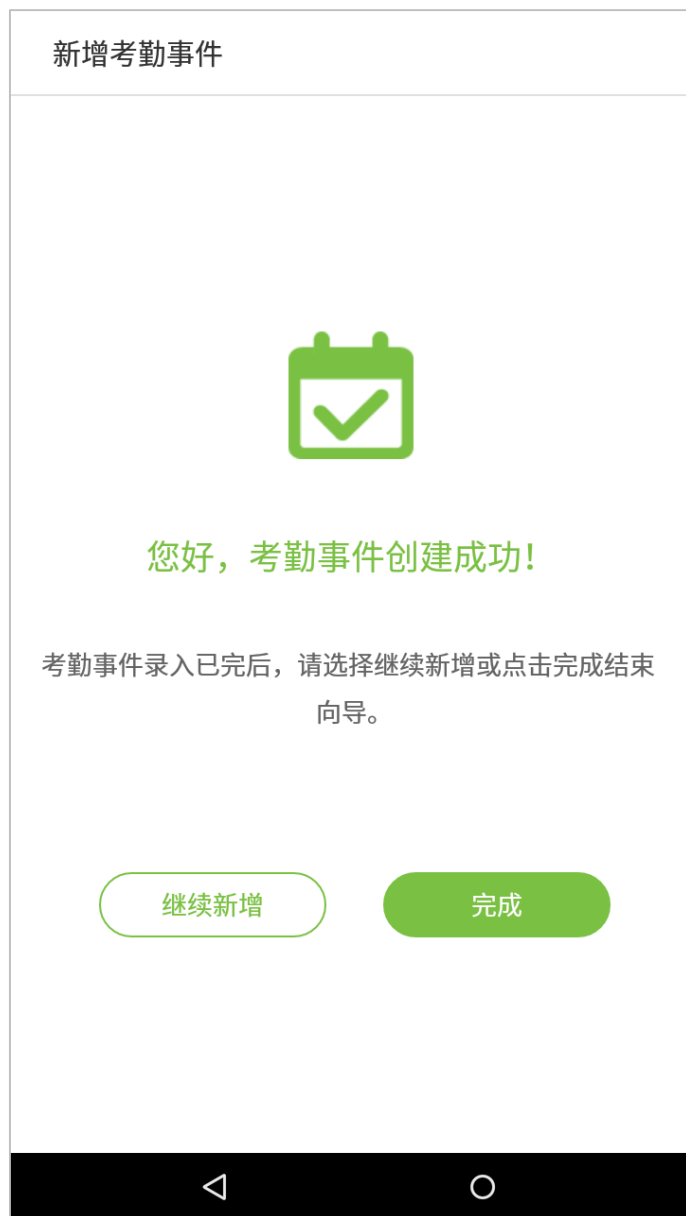 新增考勤事件
您好，考勤事件创建成功！
考勤事件录入已完后，请选择继续新增或点击完成结束
向导。
继续新增
完成